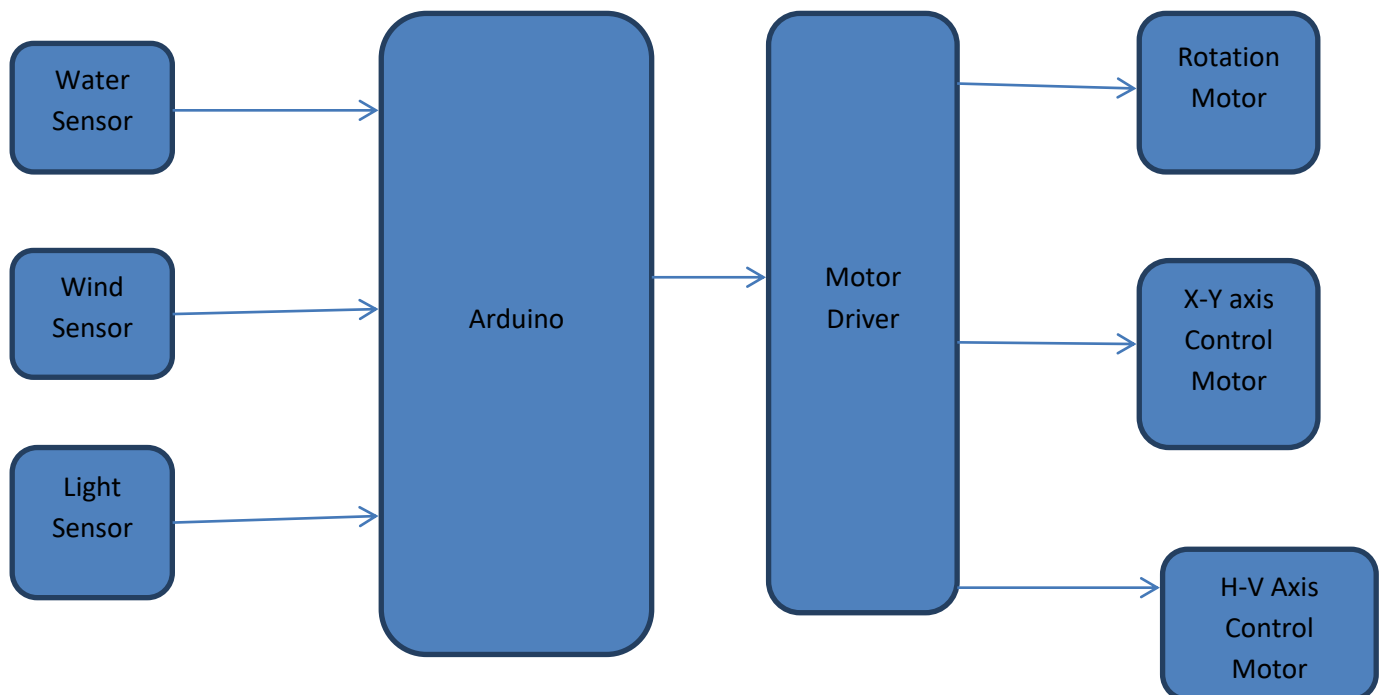 Water
Sensor
Wind
Sensor
Light
Sensor
Arduino
Motor
Driver
Rotation
Motor
X-Y axis
Control
Motor
H-V Axis
Control
Motor